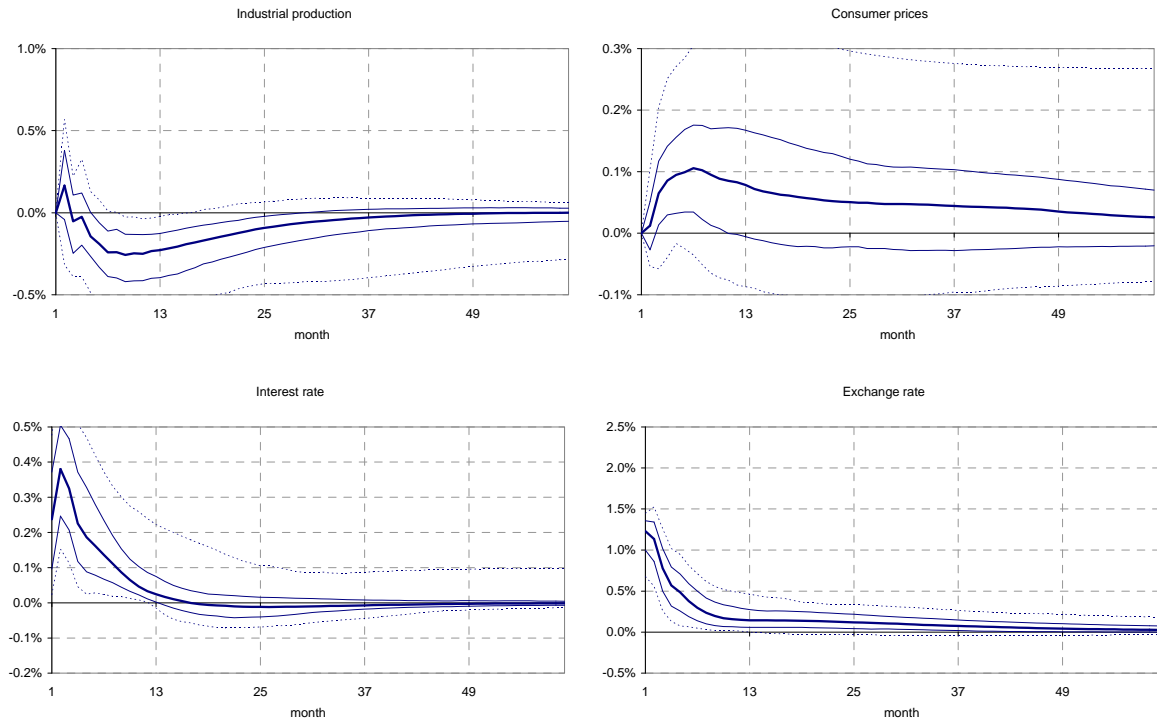 Industrial production
1.0%
0.5%
0.0%
-0.5%
1 13 25 37 49
month
Consumer prices
0.3%
0.2%
0.1%
0.0%
-0.1%
1 13 25 37 49
month
Interest rate
0.5%
0.4%
0.3%
0.2%
0.1%
0.0%
-0.1%
-0.2%
1 13 25 37 49
month
Exchange rate
2.5%
2.0%
1.5%
1.0%
0.5%
0.0%
-0.5%
1 13 25 37 49
month